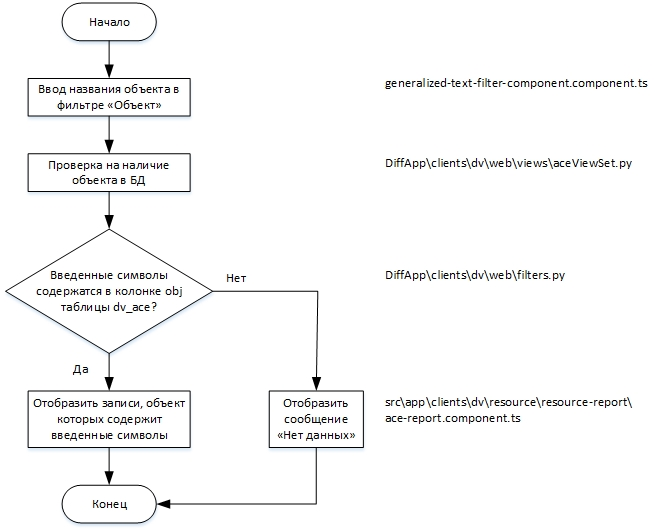 Начало
Ввод названия объекта в
фильтре «Объект»
generalized-text-filter-component.component.ts
Проверка на наличие
объекта в БД
DiffApp\clients\dv\web\views\aceViewSet.py
Введенные символы
содержатся в колонке obj
таблицы dv_ace?
Нет
DiffApp\clients\dv\web\filters.py
Да
Отобразить записи, объект
которых содержит
введенные символы
Отобразить
сообщение
«Нет данных»
src\app\clients\dv\resource\resource-report\
ace-report.component.ts
Конец